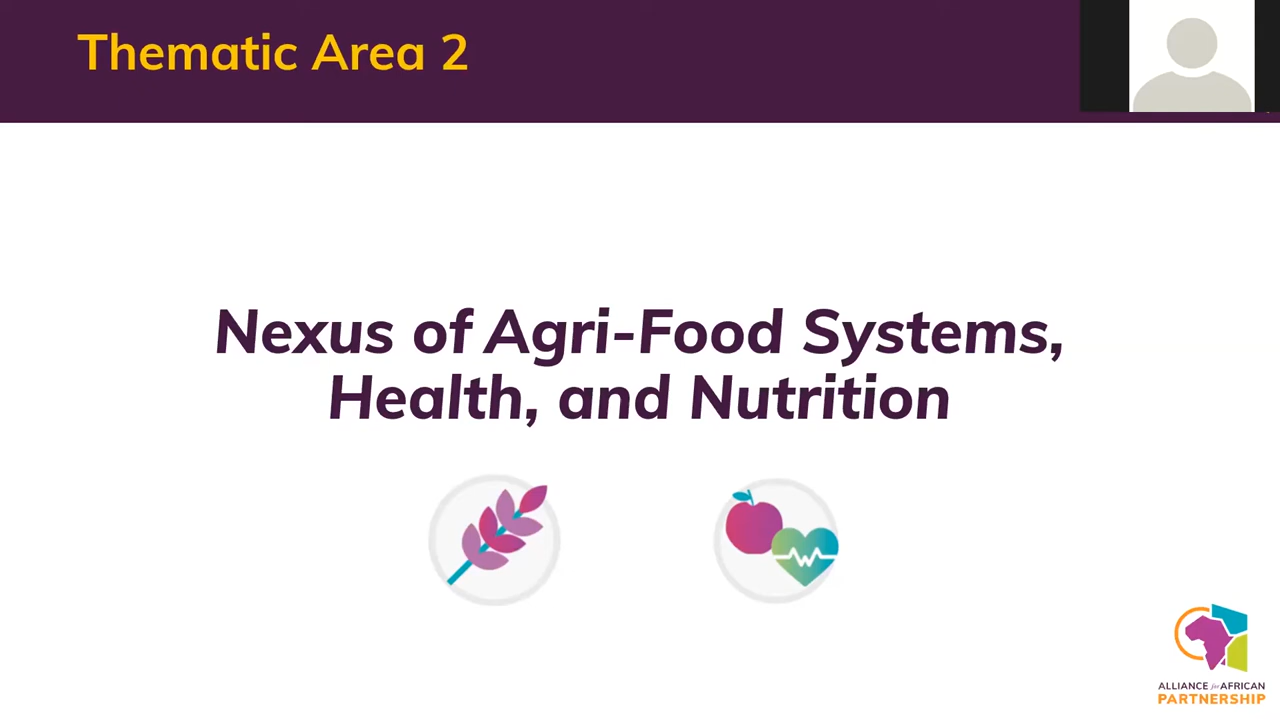 Thematic Area 2
Nexus of Agri-Food Systems,
Health, and Nutrition
ALLIANCE for AFRICAN
PARTNERSHIP